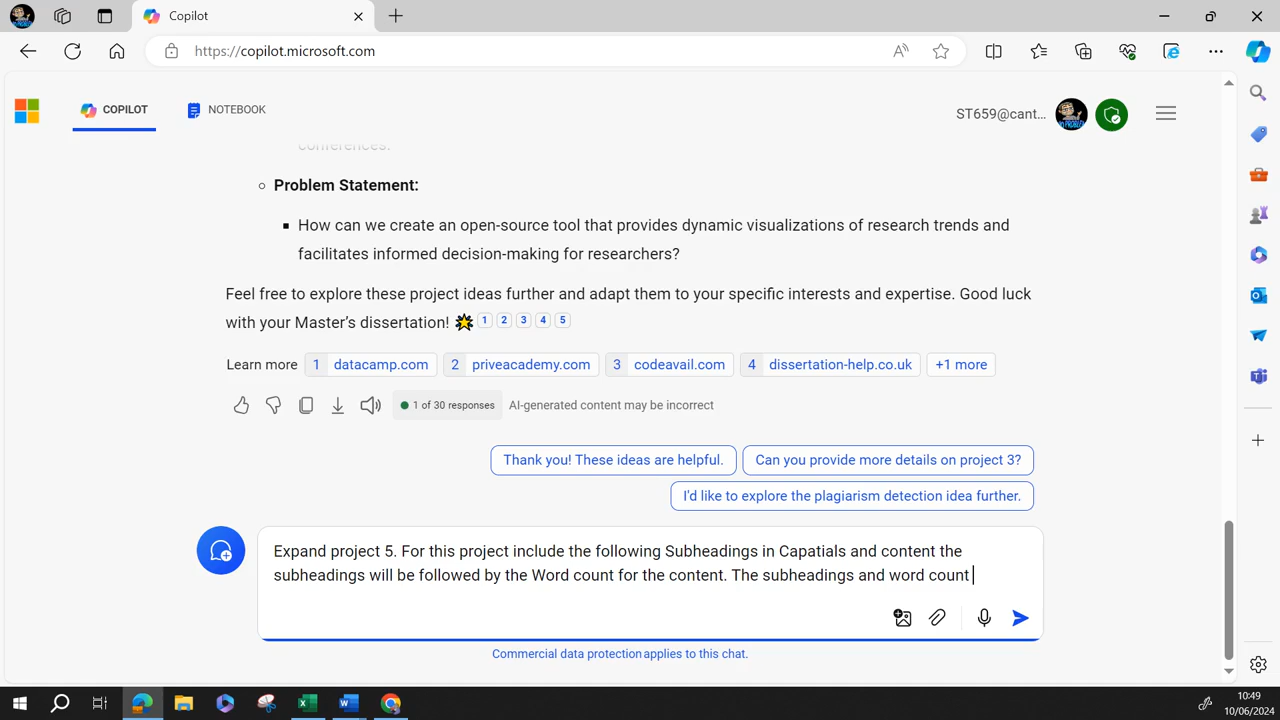 Copilot
https://copilot.microsoft.com
COPILOT
NOTEBOOK
ST659@cant...
conferences.
Problem Statement:
How can we create an open-source tool that provides dynamic visualizations of research trends and
facilitates informed decision-making for researchers?
Feel free to explore these project ideas further and adapt them to your specific interests and expertise. Good luck
with your Master's dissertation! 1 2 3 4 5
Learn more 1 datacamp.com 2 priveacademy.com 3 codeavail.com 4 dissertation-help.co.uk +1 more
1 of 30 responses AI-generated content may be incorrect
Thank you! These ideas are helpful. Can you provide more details on project 3?
I'd like to explore the plagiarism detection idea further.
Expand project 5. For this project include the following Subheadings in Capatials and content the
subheadings will be followed by the Word count for the content. The subheadings and word count
Commercial data protection applies to this chat.
10:49
10/06/2024